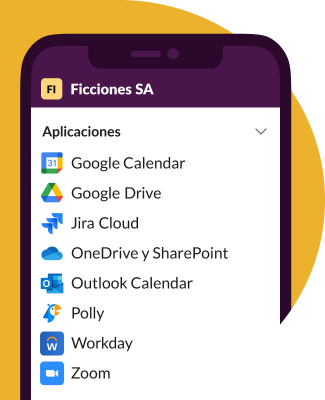 FI Ficciones SA
Aplicaciones
31 Google Calendar
Google Drive
Jira Cloud
OneDrive y SharePoint
O Outlook Calendar
Polly
W Workday
Zoom